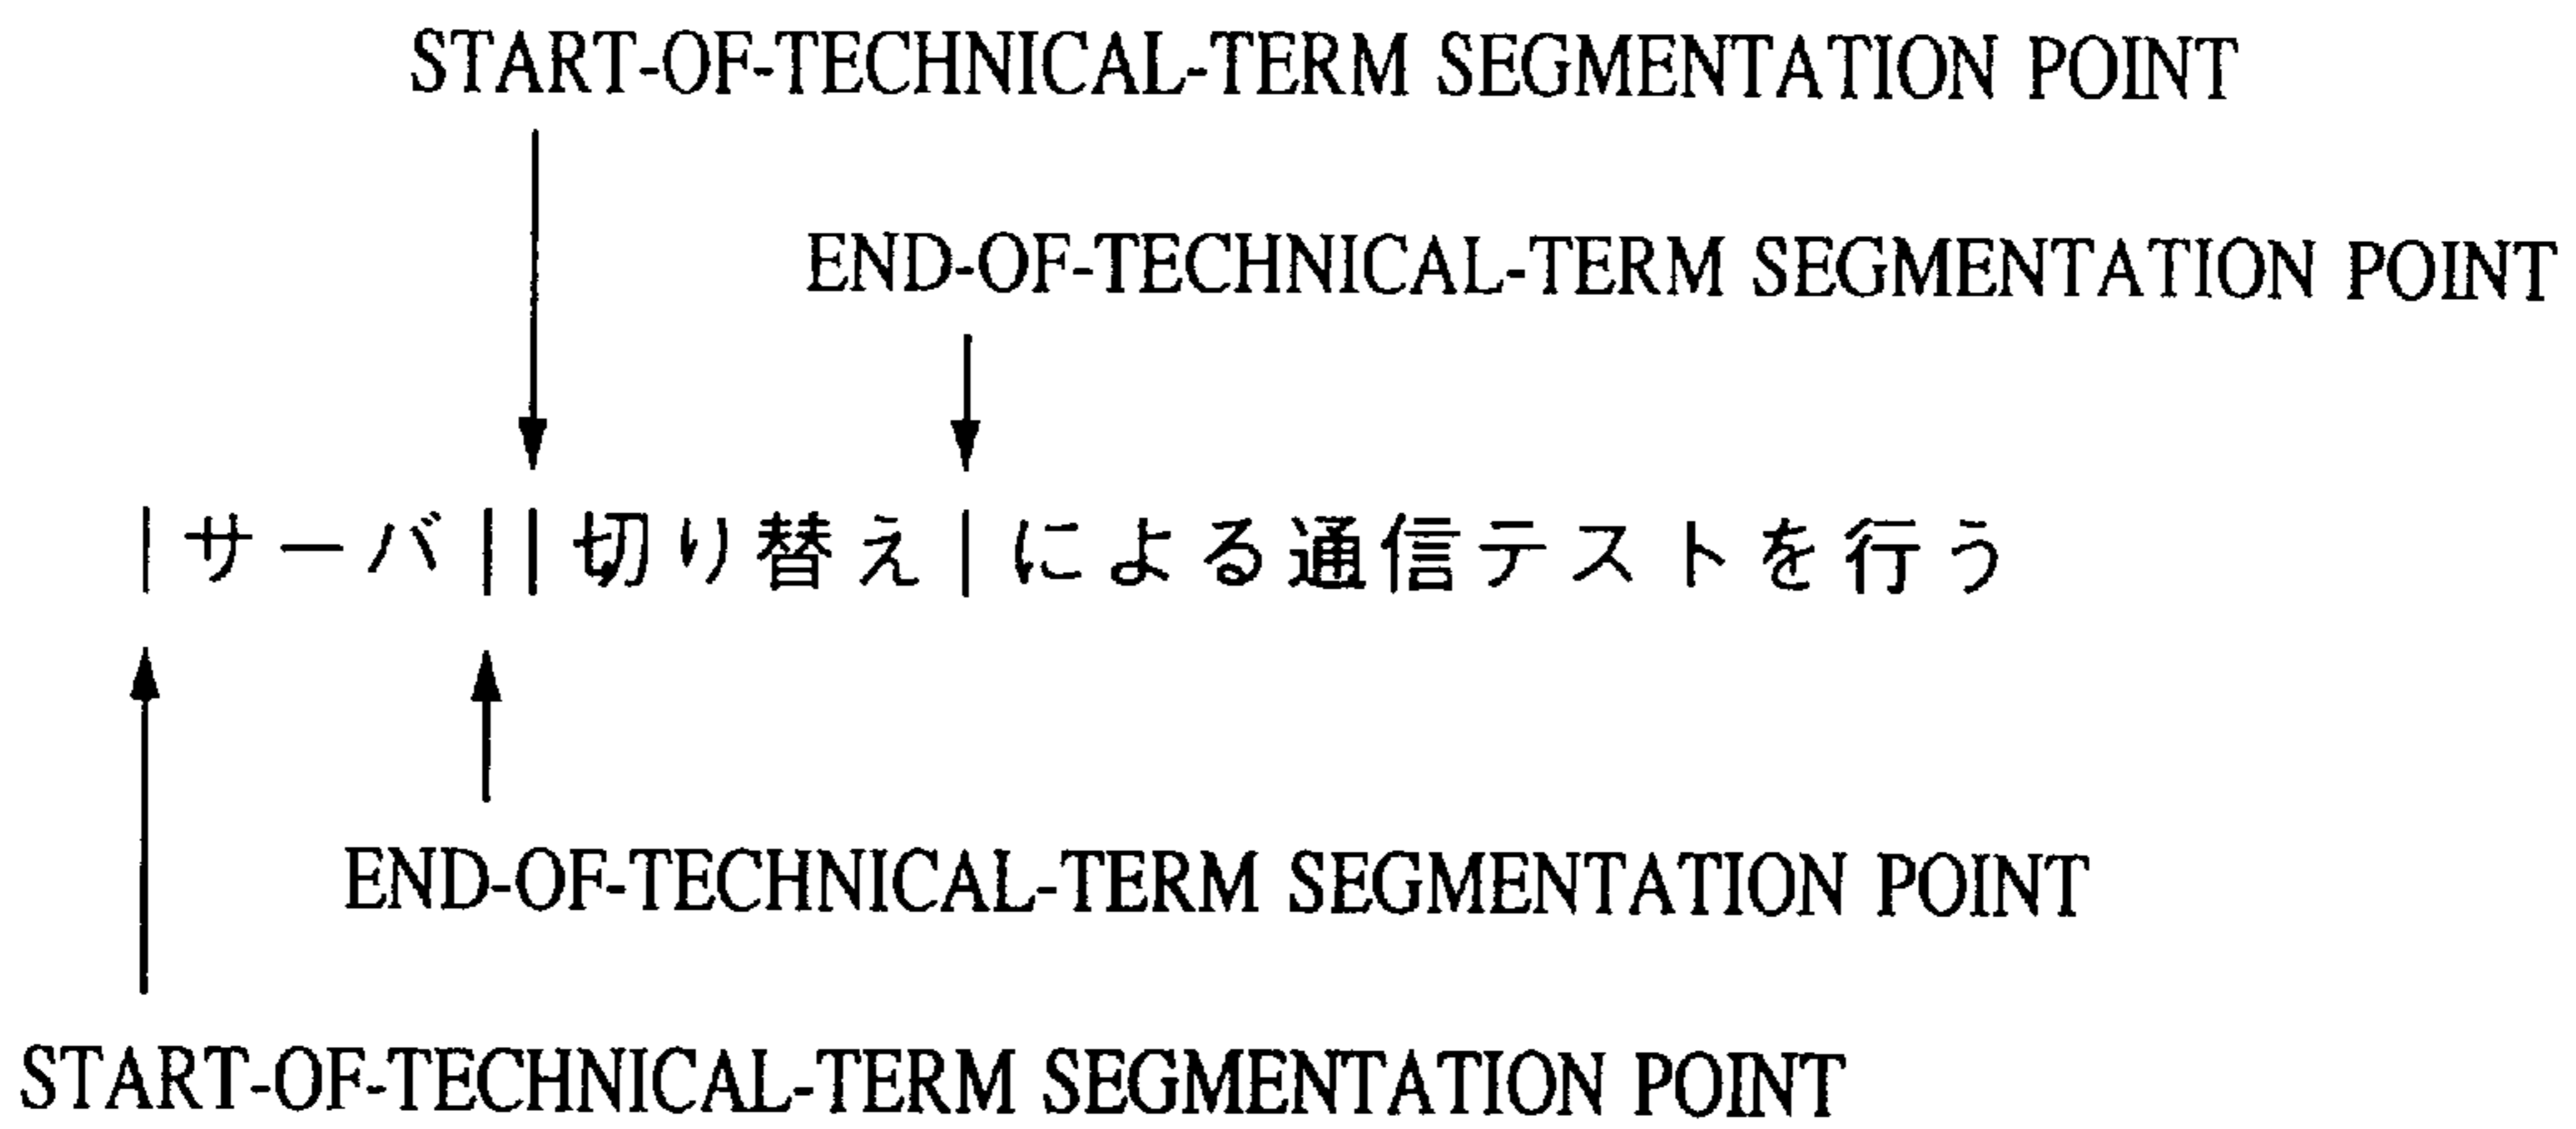 START-OF-TECHNICAL-TERM SEGMENTATION POINT
END-OF-TECHNICAL-TERM SEGMENTATION POINT
|サーバ||切り替え|による通信テストを行う
END-OF-TECHNICAL-TERM SEGMENTATION POINT
START-OF-TECHNICAL-TERM SEGMENTATION POINT